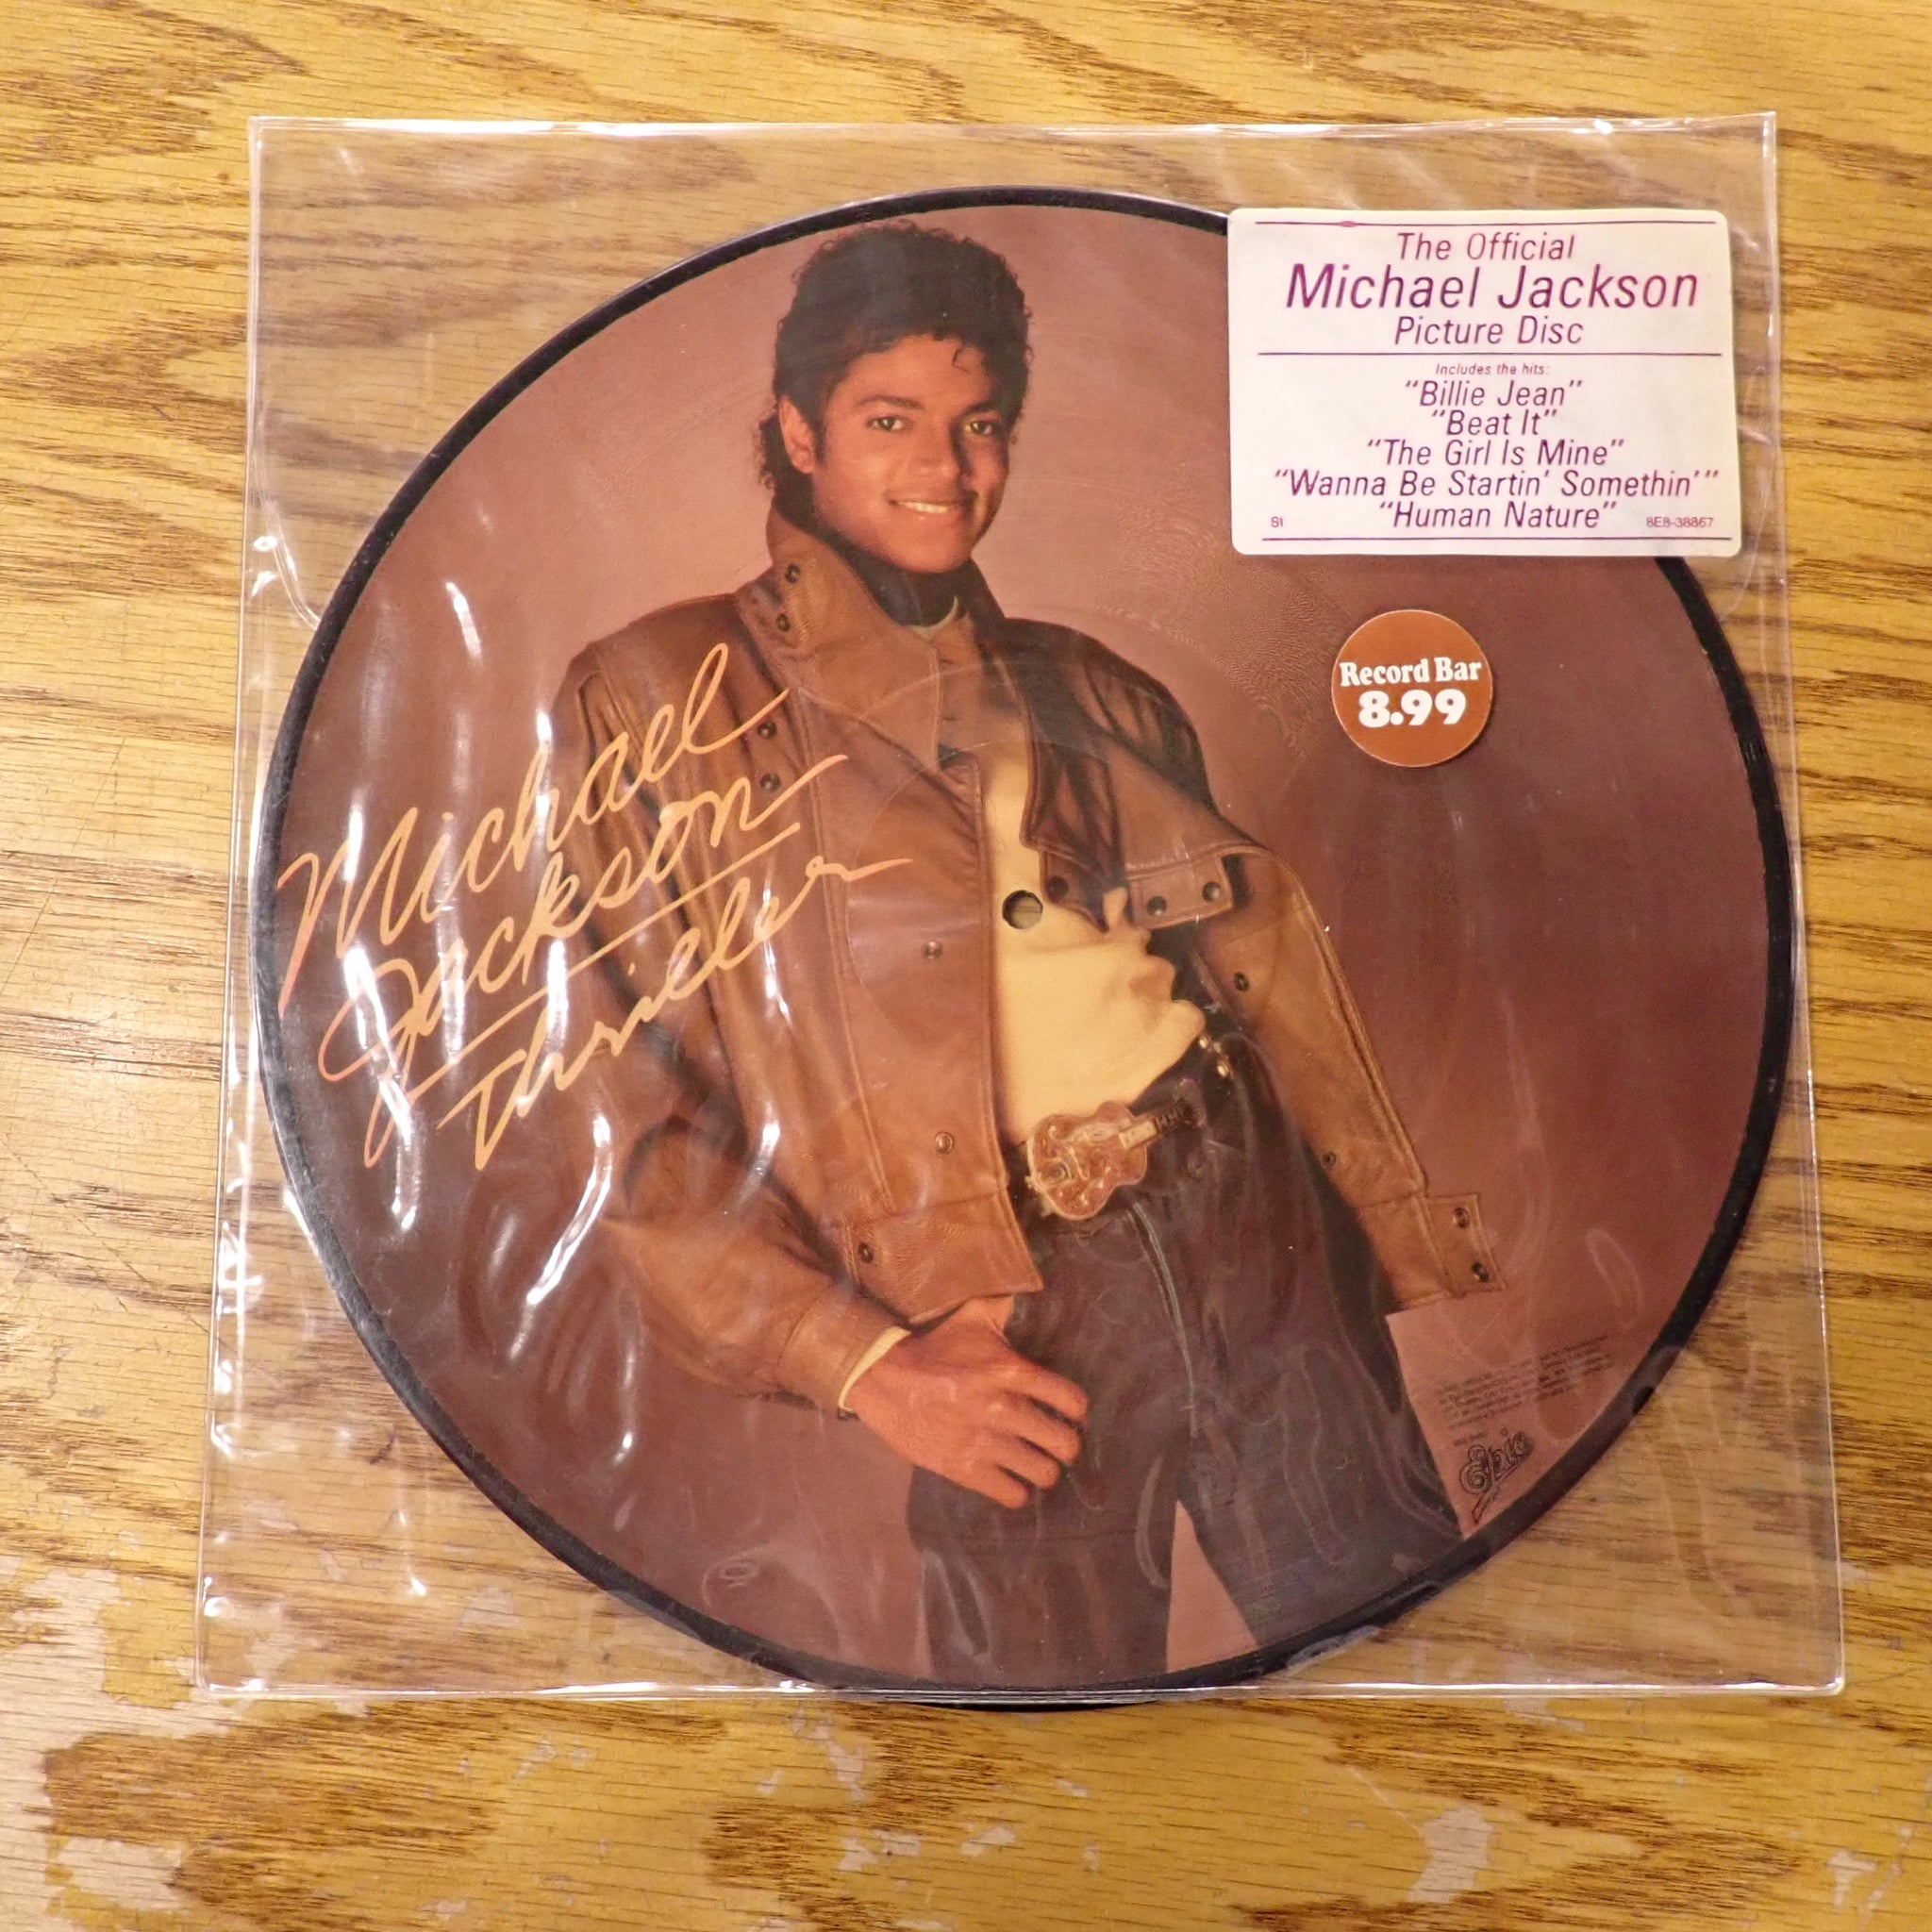 The Official
Michael Jackson
Picture Disc
Includes the hits:
"Billie Jean"
"Beat It"
"The Girl Is Mine"
"Wanna Be Startin' Somethin'"
"Human Nature"
SI 8E8-38867
Record Bar
8.99
Michael
Jackson
Thriller
Epic